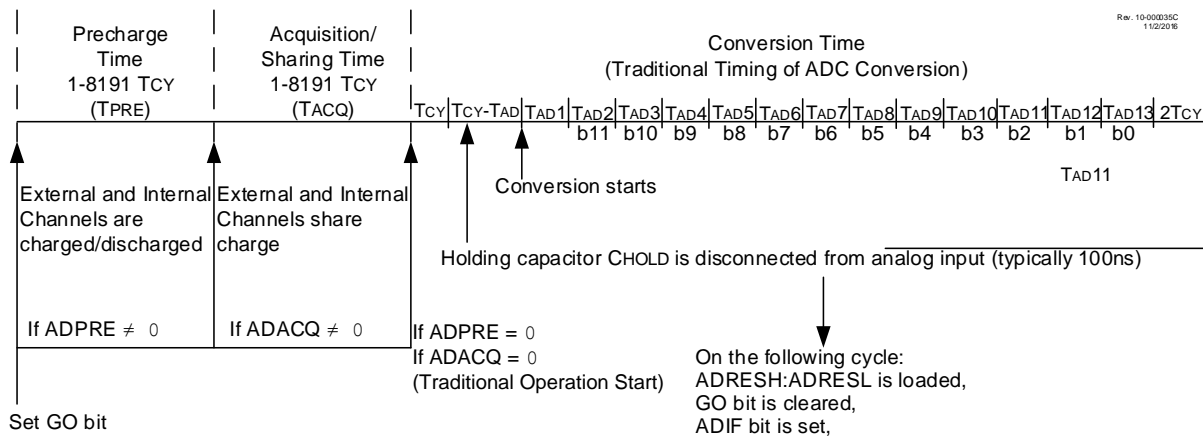 Rev. 10-000035C
11/2/2016
Precharge
Time
1-8191 TCY
(TPRE)
Acquisition/
Sharing Time
1-8191 TCY
(TACQ)
Conversion Time
(Traditional Timing of ADC Conversion)
TCY TCY-TAD TAD1 TAD2 TAD3 TAD4 TAD5 TAD6 TAD7 TAD8 TAD9 TAD10 TAD11 TAD12 TAD13 2TCY
b11 b10 b9 b8 b7 b6 b5 b4 b3 b2 b1 b0
TAD11
Conversion starts
External and Internal
Channels are
charged/discharged
External and Internal
Channels share
charge
Holding capacitor CHOLD is disconnected from analog input (typically 100ns)
If ADPRE ≠ 0
If ADACQ ≠ 0
If ADPRE = 0
If ADACQ = 0
(Traditional Operation Start)
On the following cycle:
ADRESH:ADRESL is loaded,
GO bit is cleared,
ADIF bit is set,
Set GO bit